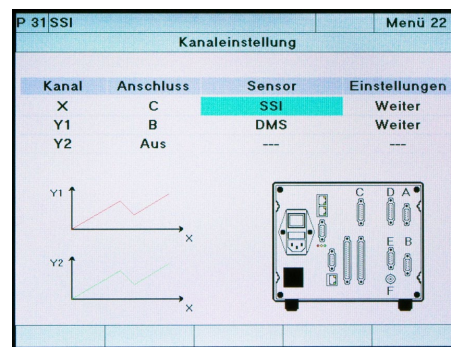 P 31 SSI Menü 22
Kanaleinstellung
Kanal Anschluss Sensor Einstellungen
X C SSI Weiter
Y1 B DMS Weiter
Y2 Aus --- ---
Y1
X
Y2
X
C D A
E B
F